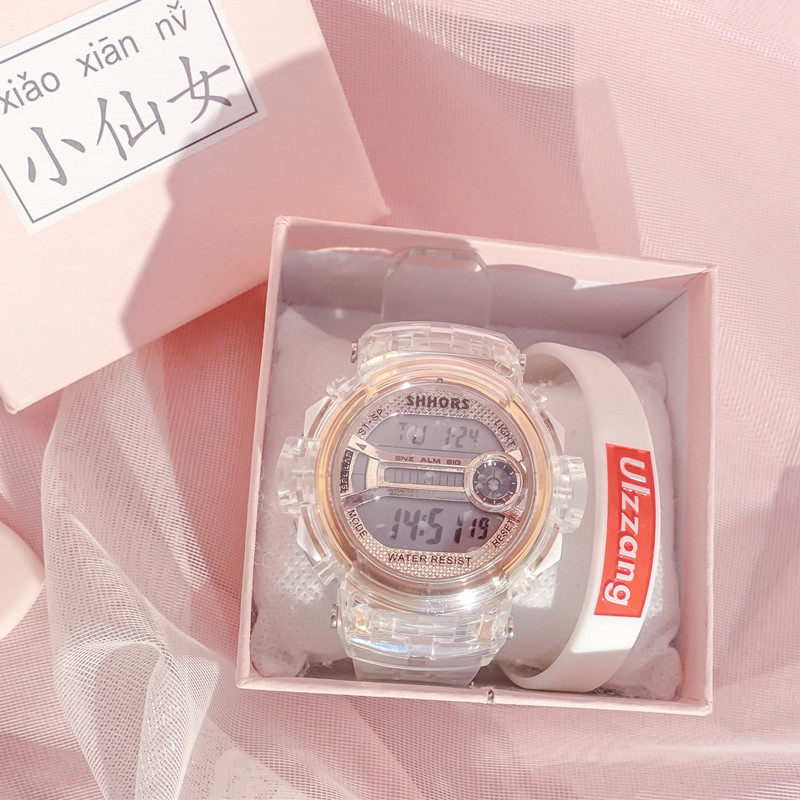 xiǎo xiān nǚ
小仙女
SHHORS
ST·SP
LIGHT
TU 1-24
SNZ ALM SIG
SPLILAP
14:51 19
MODE
RESET
WATER RESIST
Ulzzang